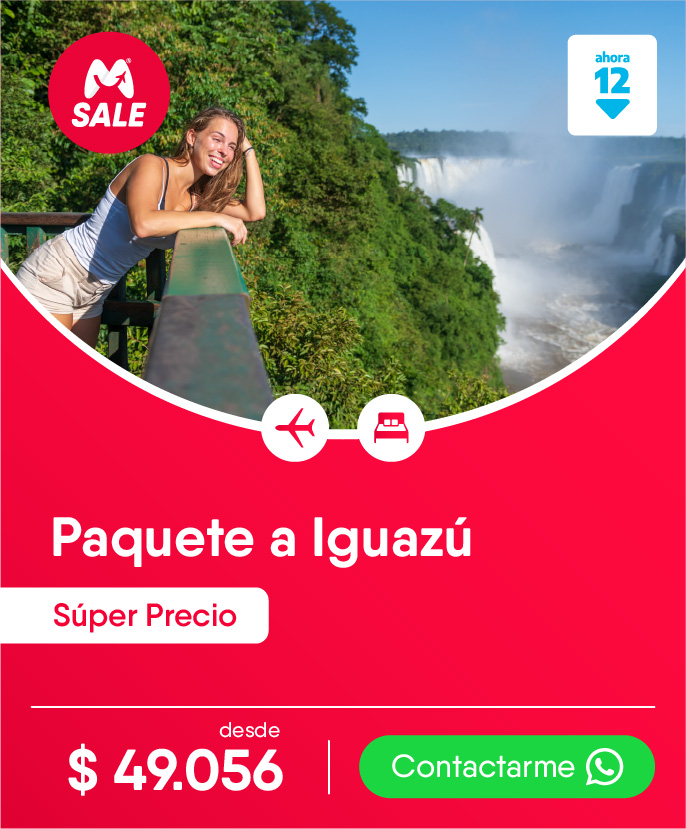 SALE
ahora
12
Paquete a Iguazú
Súper Precio
desde
$ 49.056
Contactarme